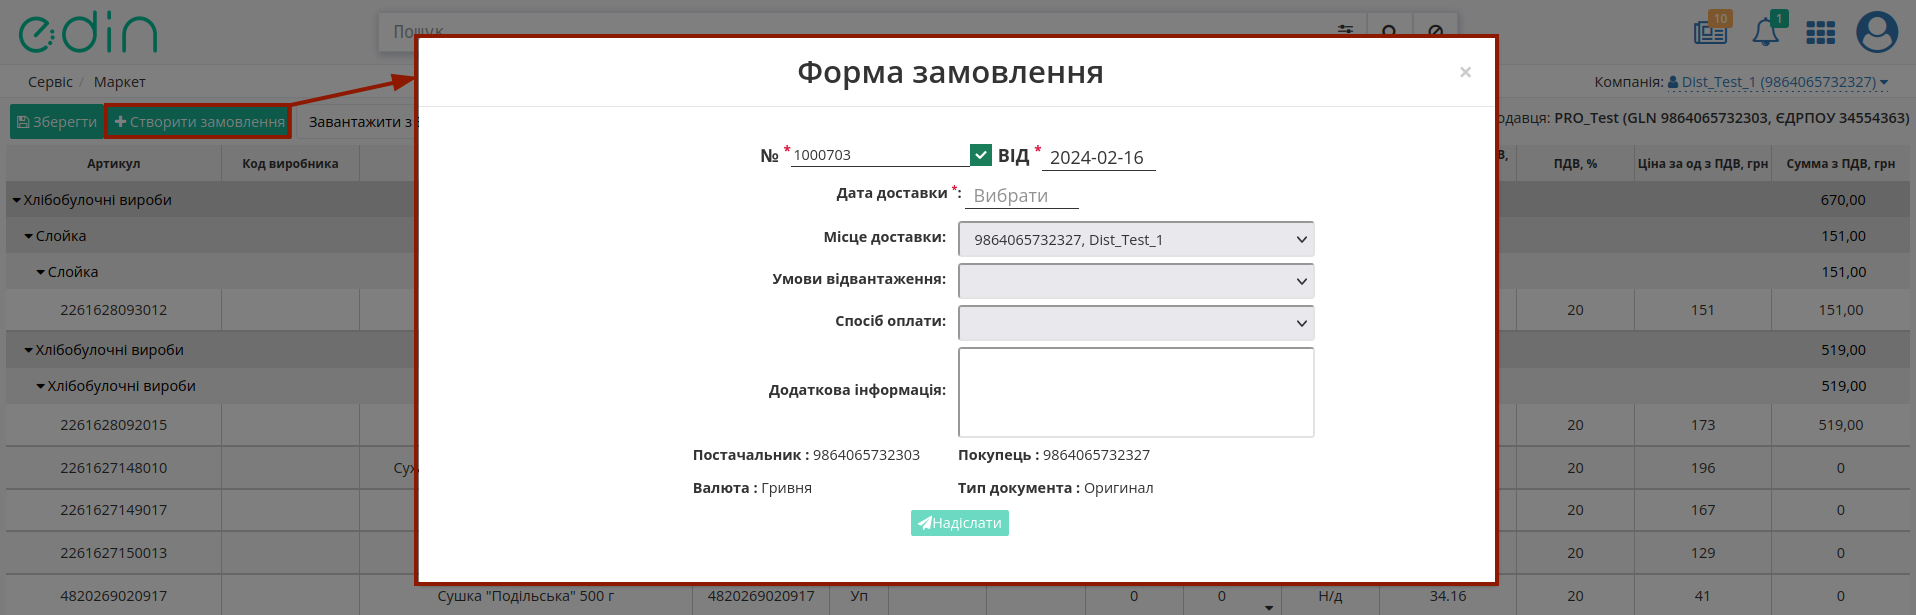 edin
Пошук
10
1
Сервіс / Маркет
Компанія: Dist_Test_1 (9864065732327)
Зберегти
Створити замовлення
Завантажити з
PRO_Test (GLN 9864065732303, ЄДРПОУ 34554363)
Артикул Код виробника ПДВ, % Ціна за од з ПДВ, грн Сумма з ПДВ, грн
Хлібобулочні вироби 670,00
Слойка 151,00
Слойка 151,00
2261628093012 20 151 151,00
Хлібобулочні вироби 519,00
Хлібобулочні вироби 519,00
2261628092015 20 173 519,00
2261627148010 20 196 0
2261627149017 20 167 0
2261627150013 20 129 0
4820269020917 Сушка "Подільська" 500 г 4820269020917 Уп 0 0 Н/д 34.16 20 41 0
Форма замовлення
×
№ * 1000703 ВІД * 2024-02-16
Дата доставки *: Вибрати
Місце доставки: 9864065732327, Dist_Test_1
Умови відвантаження:
Спосіб оплати:
Додаткова інформація:
Постачальник : 9864065732303 Покупець : 9864065732327
Валюта : Гривня Тип документа : Оригинал
Надіслати